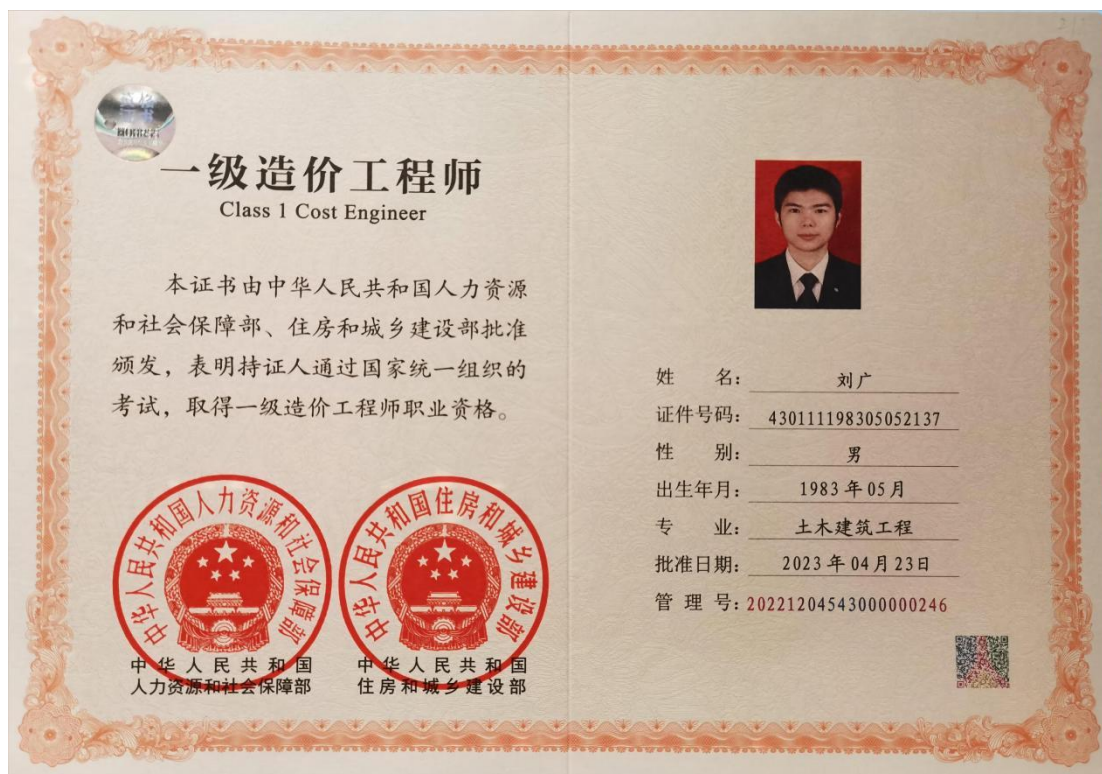 一级造价工程师
Class 1 Cost Engineer
本证书由中华人民共和国人力资源
和社会保障部、住房和城乡建设部批准
颁发，表明持证人通过国家统一组织的
考试，取得一级造价工程师职业资格。
中华人民共和国人力资源和社会保障部
中华人民共和国住房和城乡建设部
中华人民共和国
人力资源和社会保障部
中华人民共和国
住房和城乡建设部
姓 名：刘广
证件号码：430111198305052137
性 别：男
出生年月：1983年05月
专 业：土木建筑工程
批准日期：2023年04月23日
管 理 号：20221204543000000246